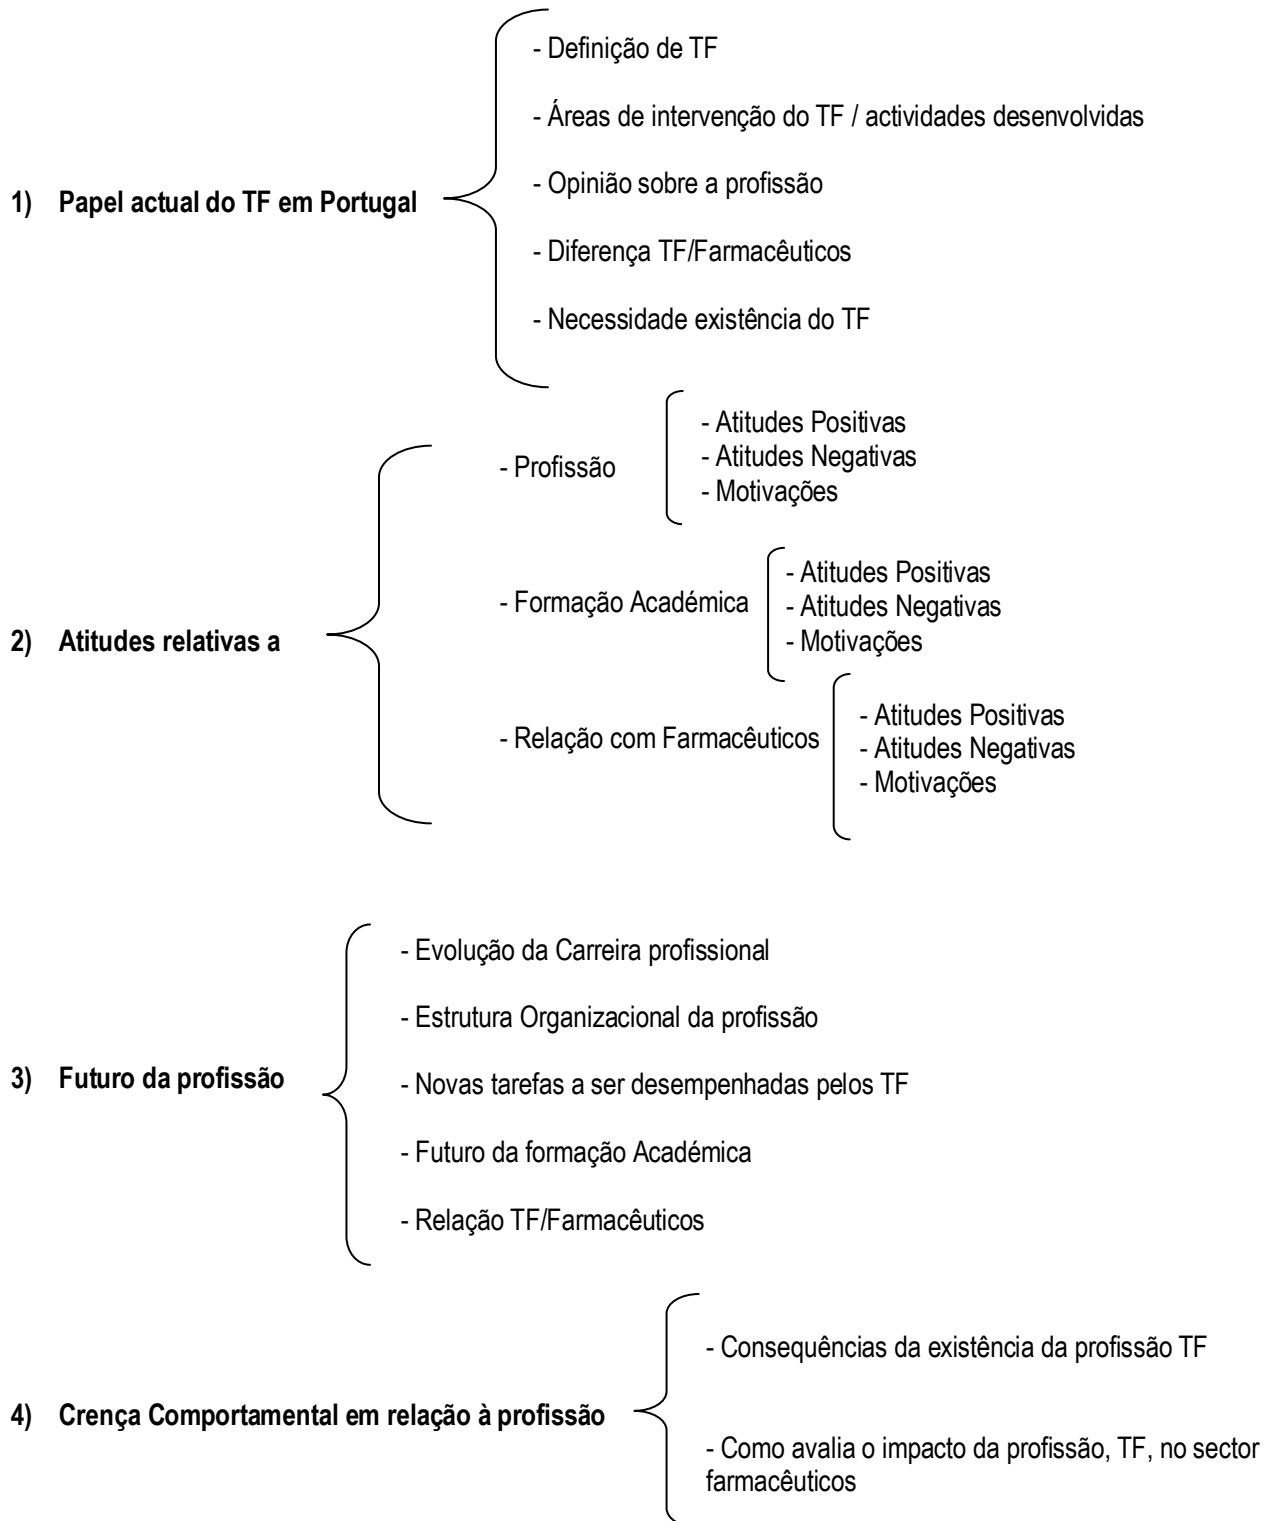 - Definição de TF
- Áreas de intervenção do TF / actividades desenvolvidas
1) Papel actual do TF em Portugal
- Opinião sobre a profissão
- Diferença TF/Farmacêuticos
- Necessidade existência do TF
2) Atitudes relativas a
- Profissão
- Atitudes Positivas
- Atitudes Negativas
- Motivações
- Formação Académica
- Atitudes Positivas
- Atitudes Negativas
- Motivações
- Relação com Farmacêuticos
- Atitudes Positivas
- Atitudes Negativas
- Motivações
3) Futuro da profissão
- Evolução da Carreira profissional
- Estrutura Organizacional da profissão
- Novas tarefas a ser desempenhadas pelos TF
- Futuro da formação Académica
- Relação TF/Farmacêuticos
4) Crença Comportamental em relação à profissão
- Consequências da existência da profissão TF
- Como avalia o impacto da profissão, TF, no sector
farmacêuticos